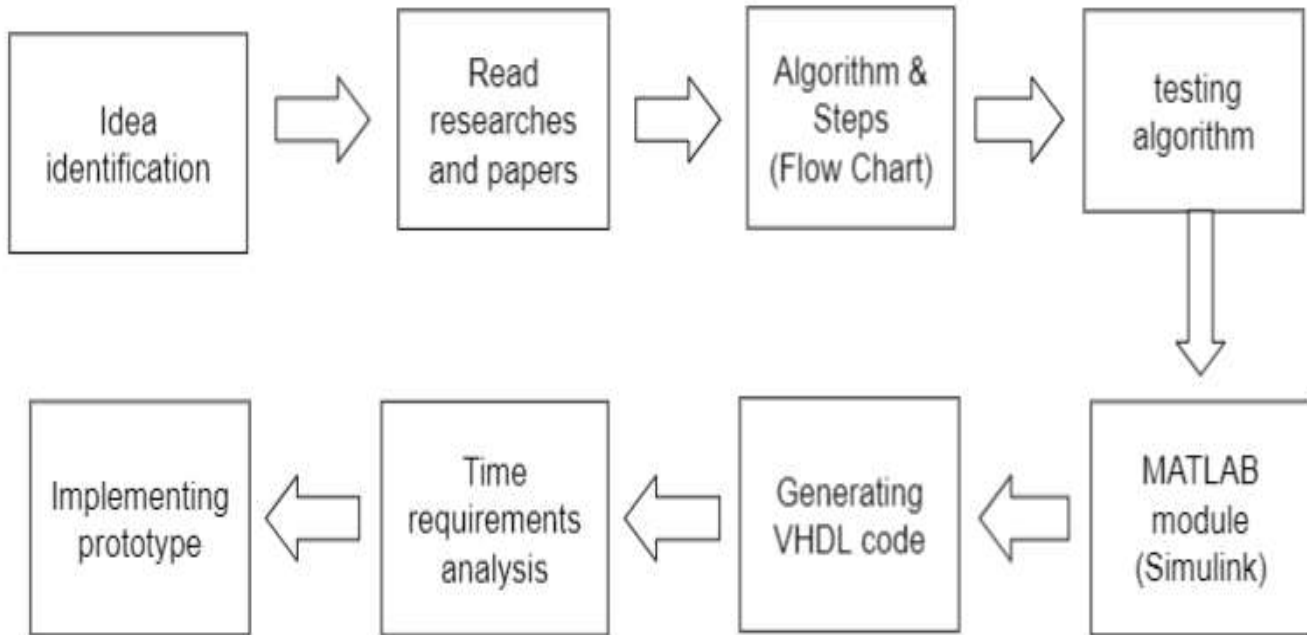 Idea
identification
Read
researches
and papers
Algorithm &
Steps
(Flow Chart)
testing
algorithm
MATLAB
module
(Simulink)
Generating
VHDL code
Time
requirements
analysis
Implementing
prototype